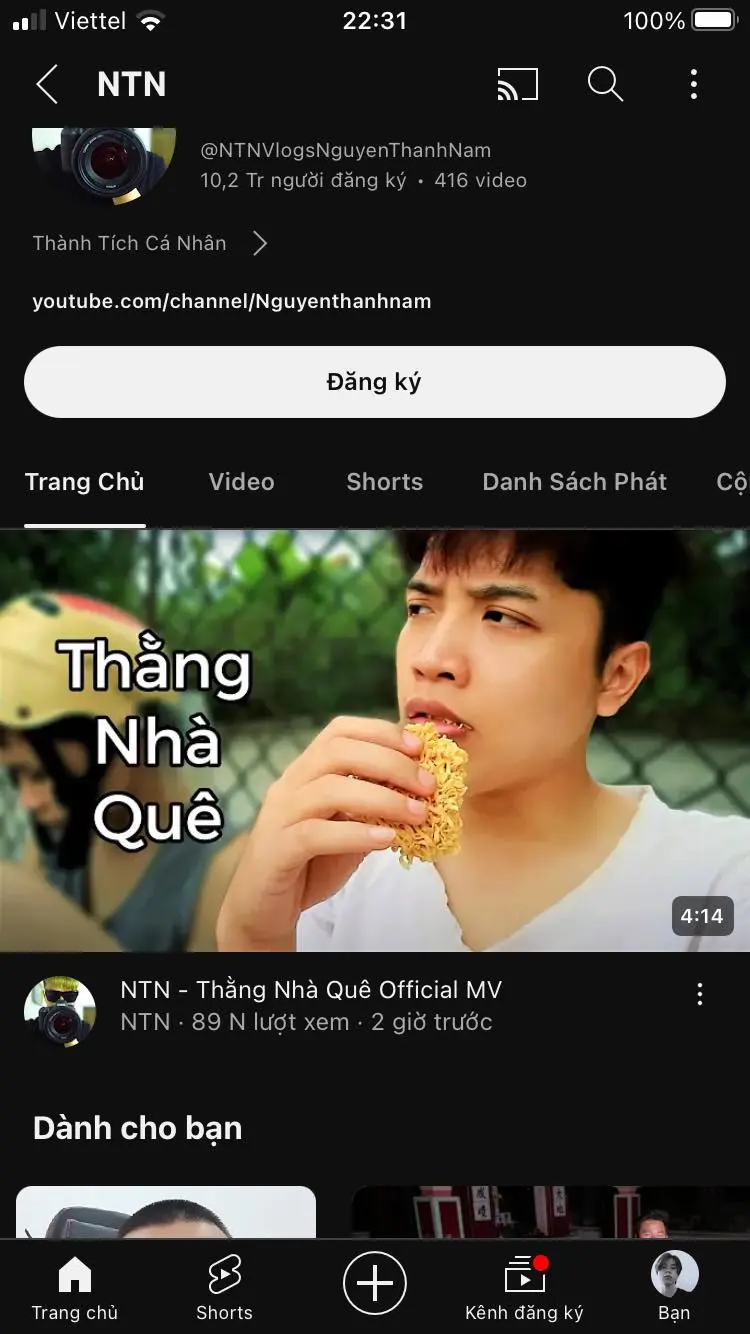 Viettel 22:31 100%
NTN
@NTNVlogsNguyenThanhNam
10,2 Tr người đăng ký • 416 video
Thành Tích Cá Nhân
youtube.com/channel/Nguyenthanhnam
Đăng ký
Trang Chủ Video Shorts Danh Sách Phát Cộ
Thằng
Nhà
Quê
4:14
NTN - Thằng Nhà Quê Official MV
NTN · 89 N lượt xem · 2 giờ trước
Dành cho bạn
Trang chủ Shorts Kênh đăng ký Bạn